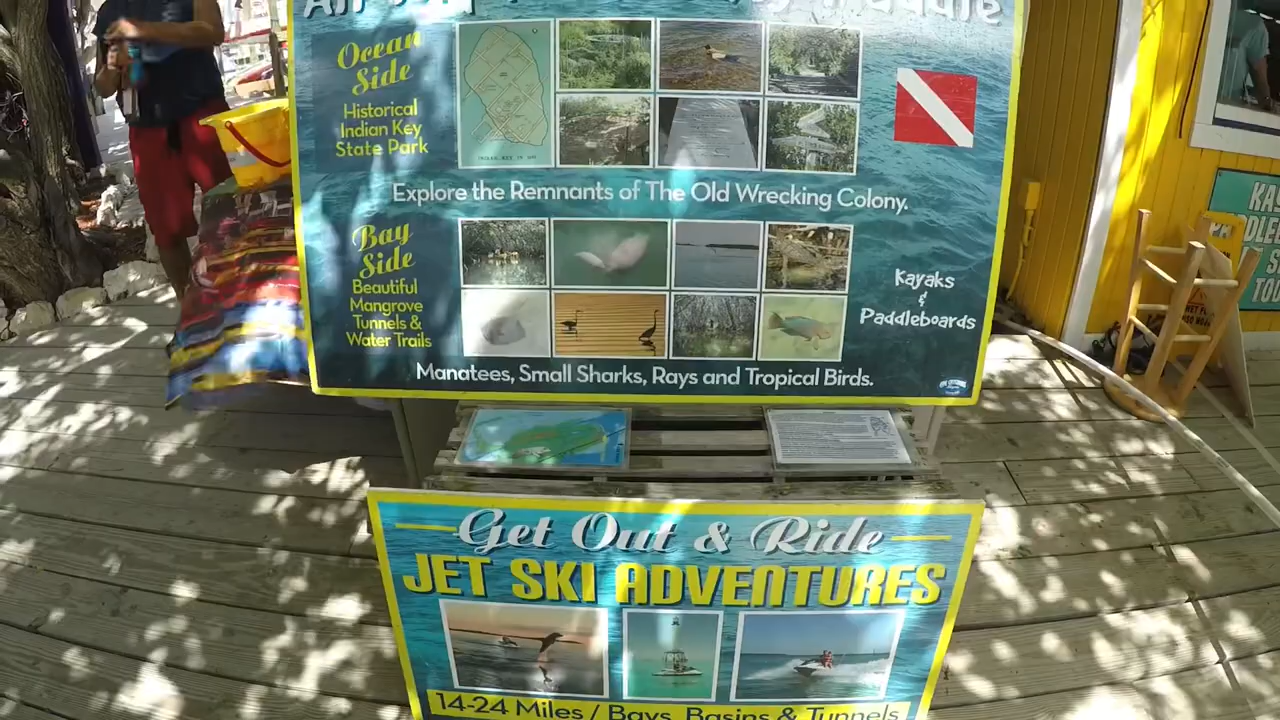 Ocean
Side
Historical
Indian Key
State Park
Explore the Remnants of The Old Wrecking Colony.
Bay
Side
Beautiful
Mangrove
Tunnels &
Water Trails
Kayaks
&
Paddleboards
Manatees, Small Sharks, Rays and Tropical Birds.
Get Out & Ride
JET SKI ADVENTURES
14-24 Miles / Bays, Basins & Tunnels